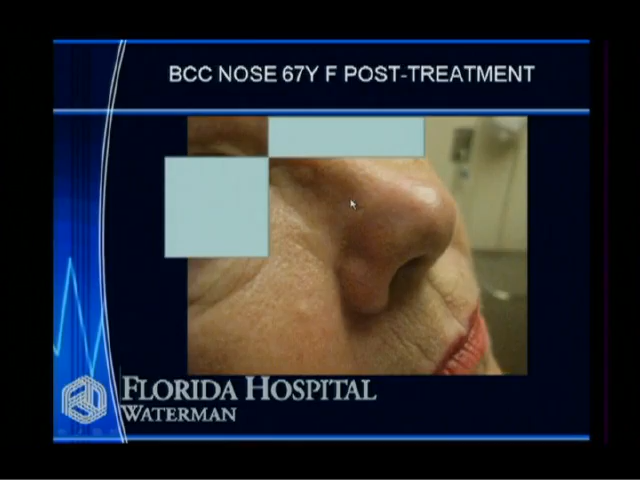 BCC NOSE 67Y F POST-TREATMENT
FLORIDA HOSPITAL
WATERMAN